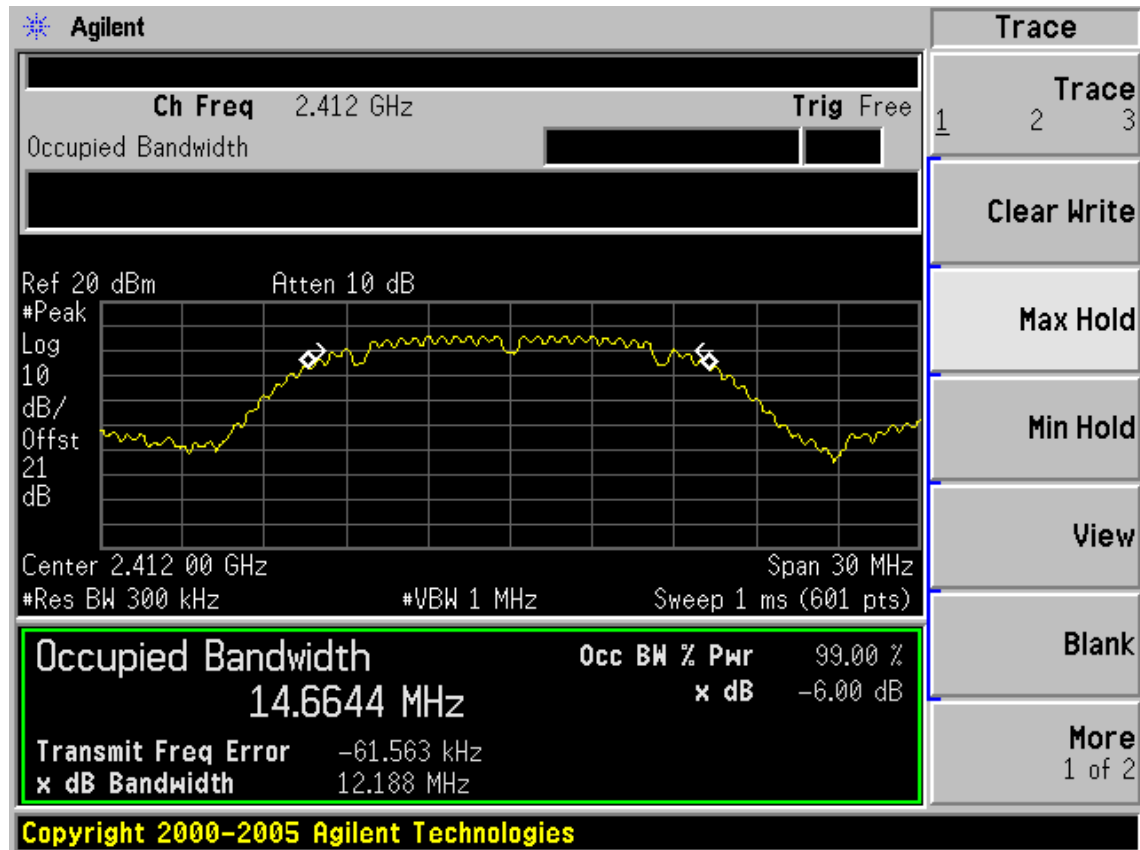 Agilent
Trace
Ch Freq 2.412 GHz Trig Free
Occupied Bandwidth
Trace
1 2 3
Clear Write
Max Hold
Min Hold
View
Blank
More
1 of 2
Ref 20 dBm Atten 10 dB
#Peak
Log
10
dB/
Offst
21
dB
Center 2.412 00 GHz Span 30 MHz
#Res BW 300 kHz #VBW 1 MHz Sweep 1 ms (601 pts)
Occupied Bandwidth Occ BW % Pwr 99.00 %
14.6644 MHz x dB -6.00 dB
Transmit Freq Error -61.563 kHz
x dB Bandwidth 12.188 MHz
Copyright 2000-2005 Agilent Technologies